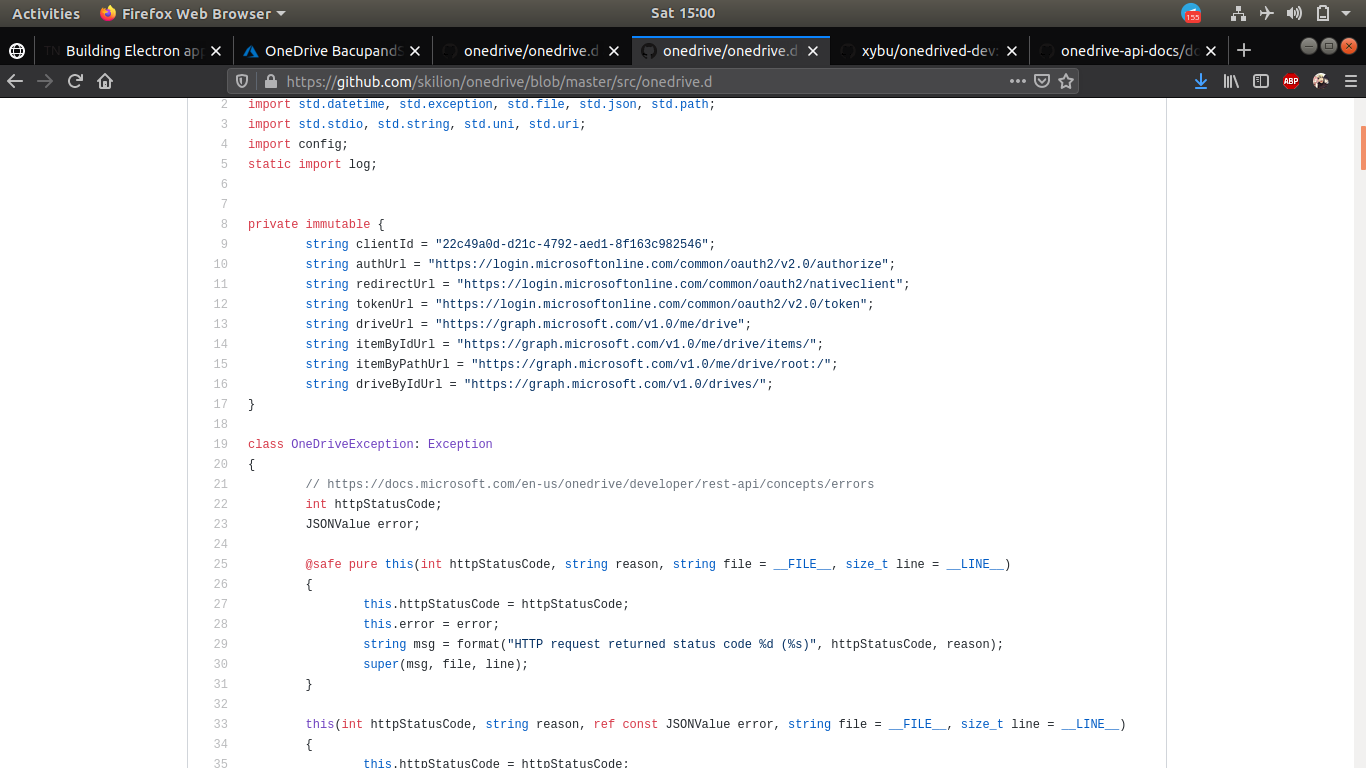 Activities Firefox Web Browser Sat 15:00 155
TN Building Electron app OneDrive BacupandS onedrive/onedrive.d onedrive/onedrive.d xybu/onedrived-dev: onedrive-api-docs/do
https://github.com/skilion/onedrive/blob/master/src/onedrive.d ABP
2 import std.datetime, std.exception, std.file, std.json, std.path;
3 import std.stdio, std.string, std.uni, std.uri;
4 import config;
5 static import log;
6
7
8 private immutable {
9 string clientId = "22c49a0d-d21c-4792-aed1-8f163c982546";
10 string authUrl = "https://login.microsoftonline.com/common/oauth2/v2.0/authorize";
11 string redirectUrl = "https://login.microsoftonline.com/common/oauth2/nativeclient";
12 string tokenUrl = "https://login.microsoftonline.com/common/oauth2/v2.0/token";
13 string driveUrl = "https://graph.microsoft.com/v1.0/me/drive";
14 string itemByIdUrl = "https://graph.microsoft.com/v1.0/me/drive/items/";
15 string itemByPathUrl = "https://graph.microsoft.com/v1.0/me/drive/root:/";
16 string driveByIdUrl = "https://graph.microsoft.com/v1.0/drives/";
17 }
18
19 class OneDriveException: Exception
20 {
21 // https://docs.microsoft.com/en-us/onedrive/developer/rest-api/concepts/errors
22 int httpStatusCode;
23 JSONValue error;
24
25 @safe pure this(int httpStatusCode, string reason, string file = __FILE__, size_t line = __LINE__)
26 {
27 this.httpStatusCode = httpStatusCode;
28 this.error = error;
29 string msg = format("HTTP request returned status code %d (%s)", httpStatusCode, reason);
30 super(msg, file, line);
31 }
32
33 this(int httpStatusCode, string reason, ref const JSONValue error, string file = __FILE__, size_t line = __LINE__)
34 {
35 this.httpStatusCode = httpStatusCode;